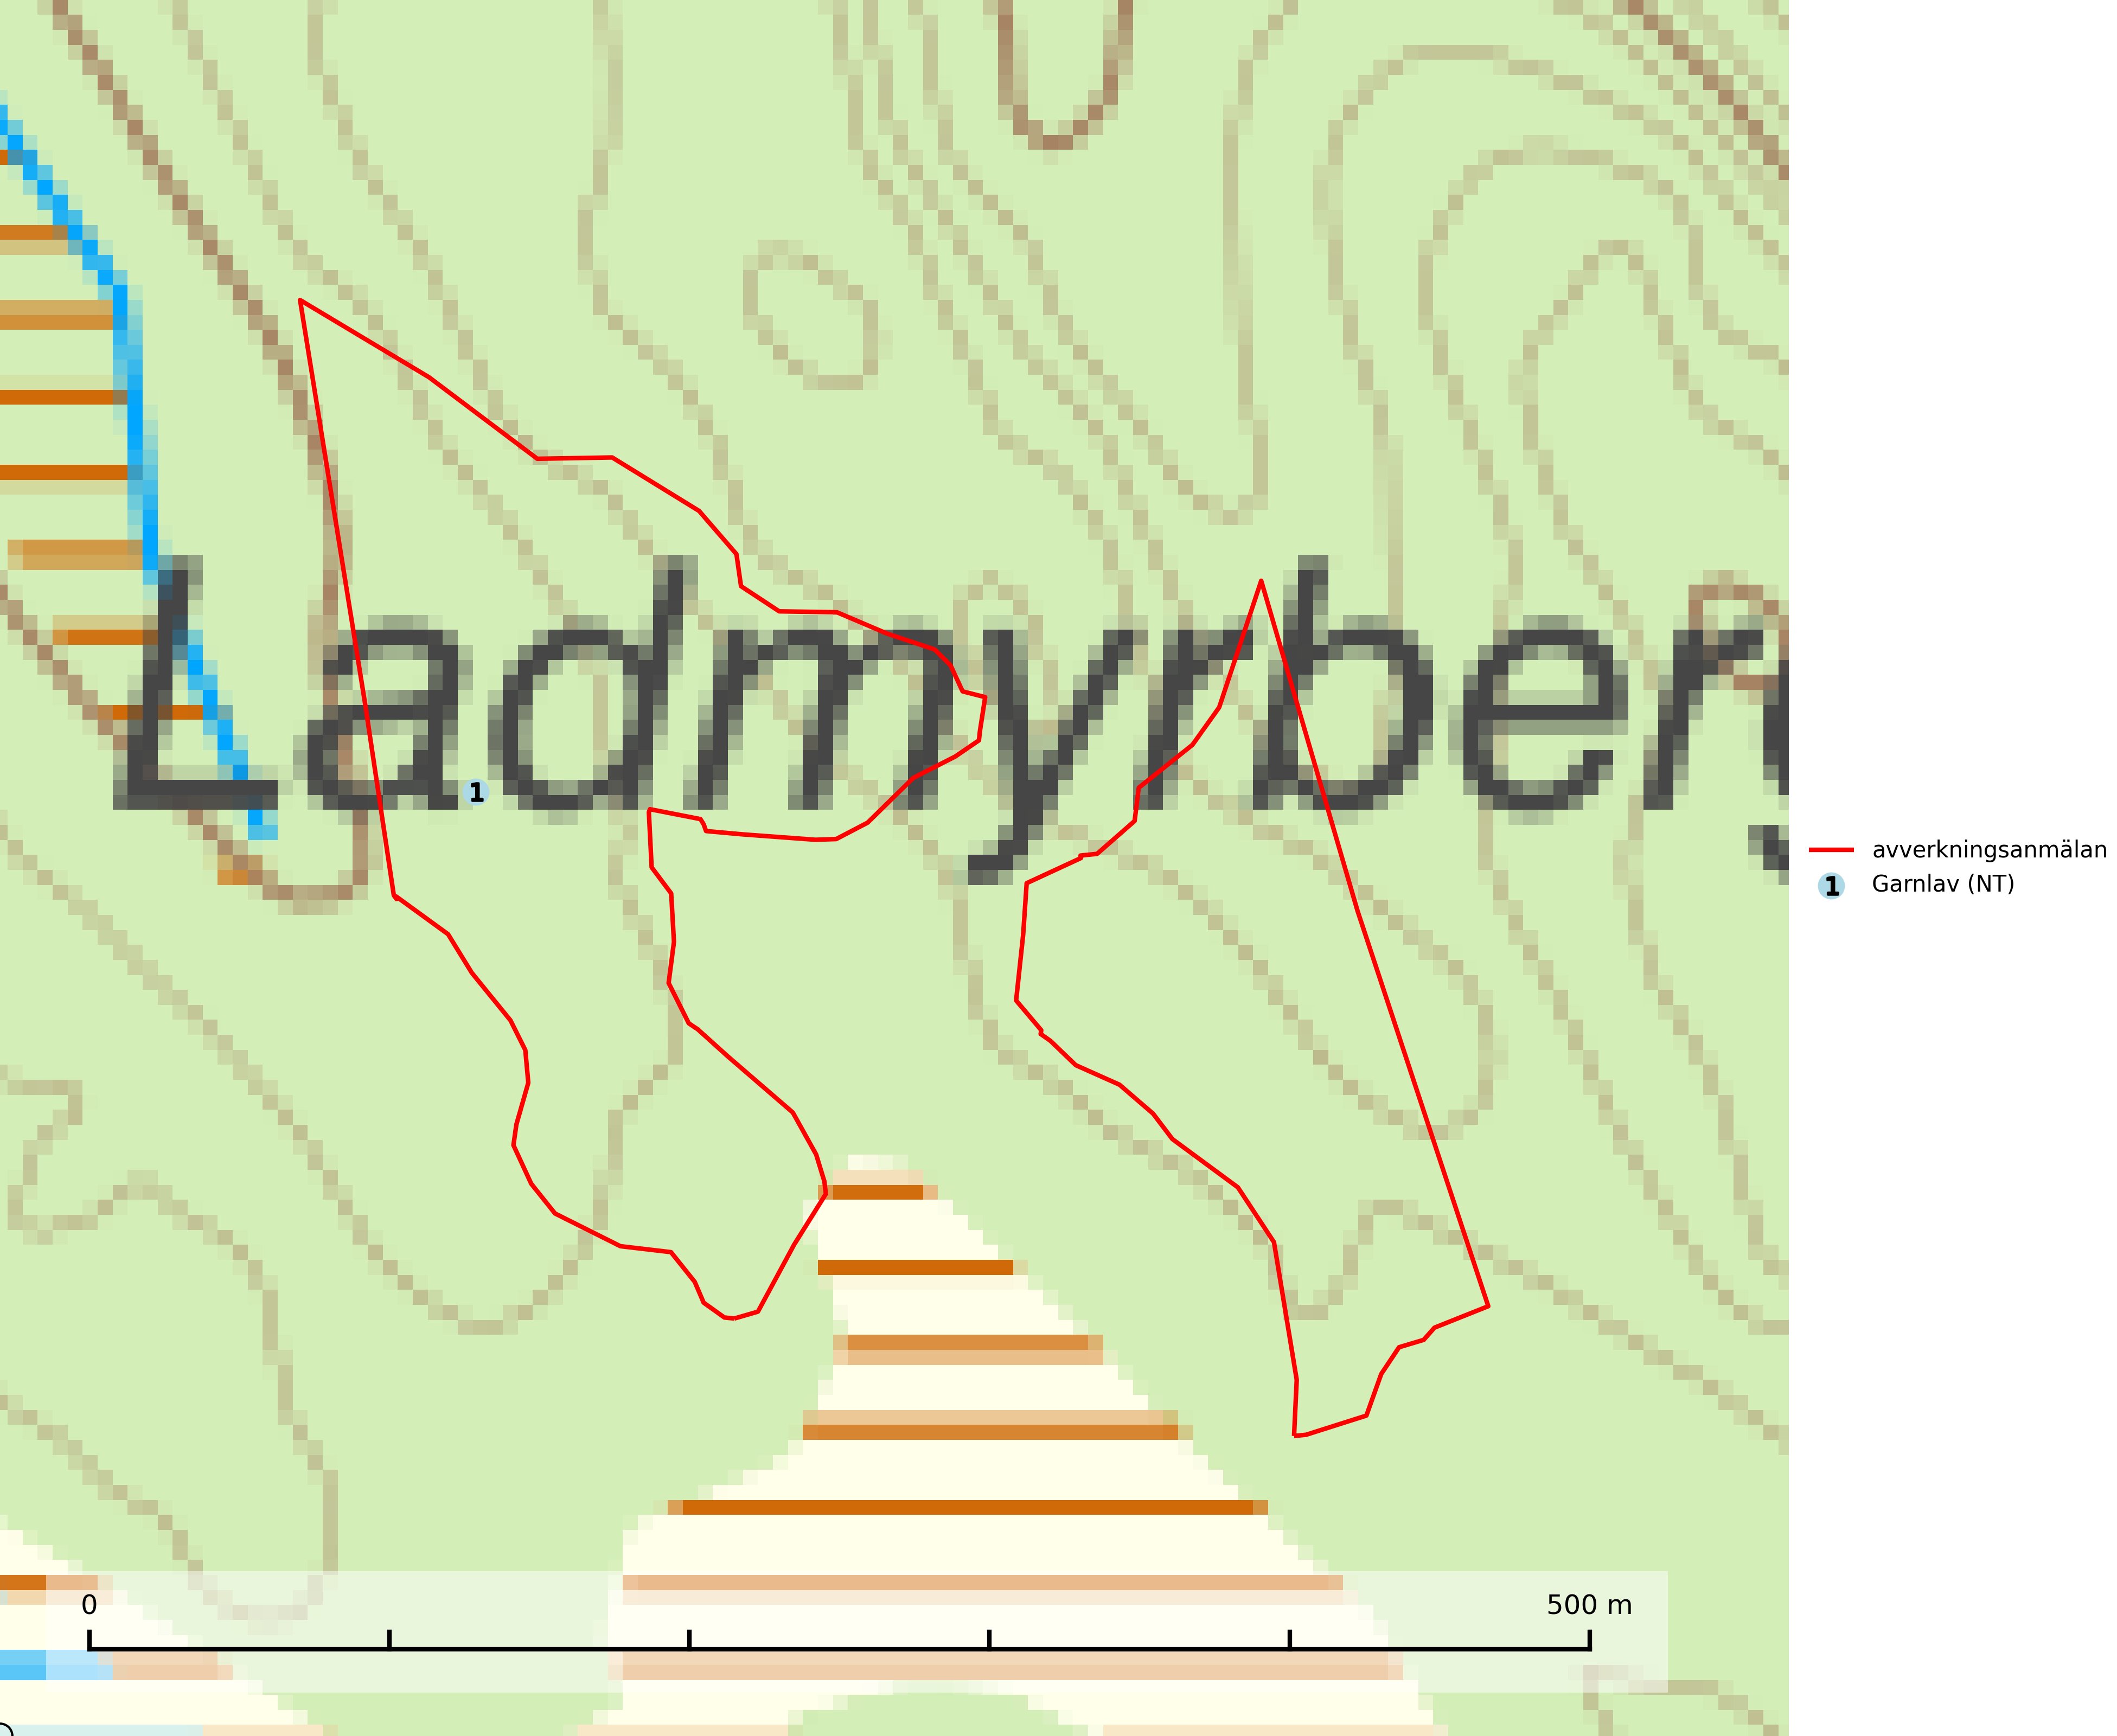 Ladmyrber
1
avverkningsanmälan
1 Garnlav (NT)
0 500 m